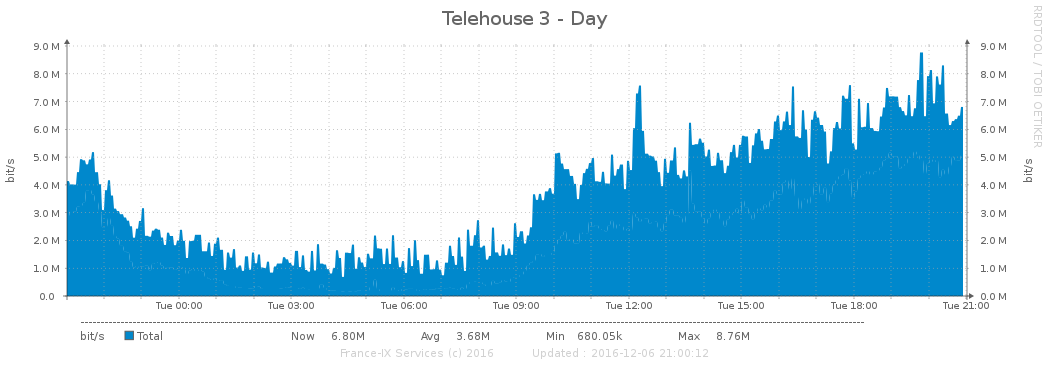 Telehouse 3 - Day
RRDTOOL / TOBI OETIKER
bit/s
9.0 M
8.0 M
7.0 M
6.0 M
5.0 M
4.0 M
3.0 M
2.0 M
1.0 M
0.0
9.0 M
8.0 M
7.0 M
6.0 M
5.0 M
4.0 M
3.0 M
2.0 M
1.0 M
0.0 M
bit/s
Tue 00:00 Tue 03:00 Tue 06:00 Tue 09:00 Tue 12:00 Tue 15:00 Tue 18:00 Tue 21:00
bit/s Total Now 6.80M Avg 3.68M Min 680.05k Max 8.76M
France-IX Services (c) 2016 Updated : 2016-12-06 21:00:12